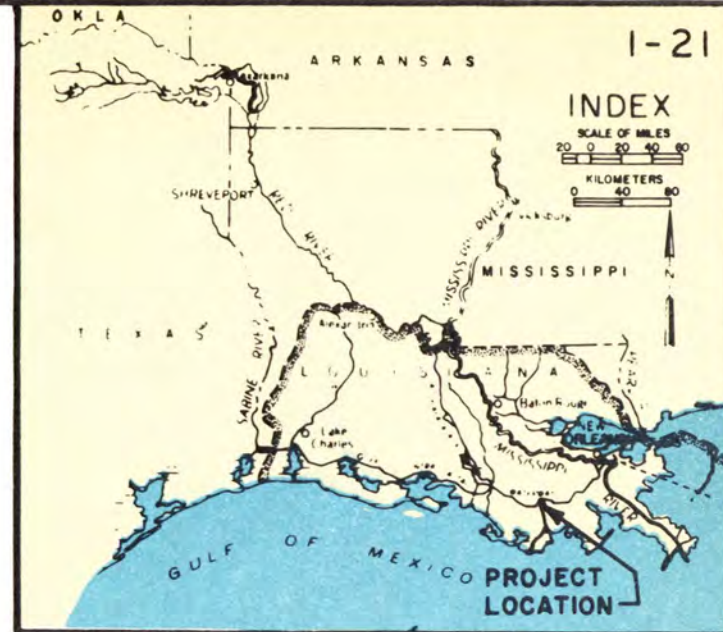 OKLA
ARKANSAS
1-21
INDEX
SCALE OF MILES
20 0 20 40 60
KILOMETERS
0 40 80
SHREVEPORT
RED RIVER
MISSISSIPPI RIVER
MISSISSIPPI
N
TEXAS
SABINE RIVER
LOUISIANA
Baton Rouge
Lake
Charles
NEW
ORLEANS
MISSISSIPPI
RIVER
GULF OF MEXICO
PROJECT
LOCATION